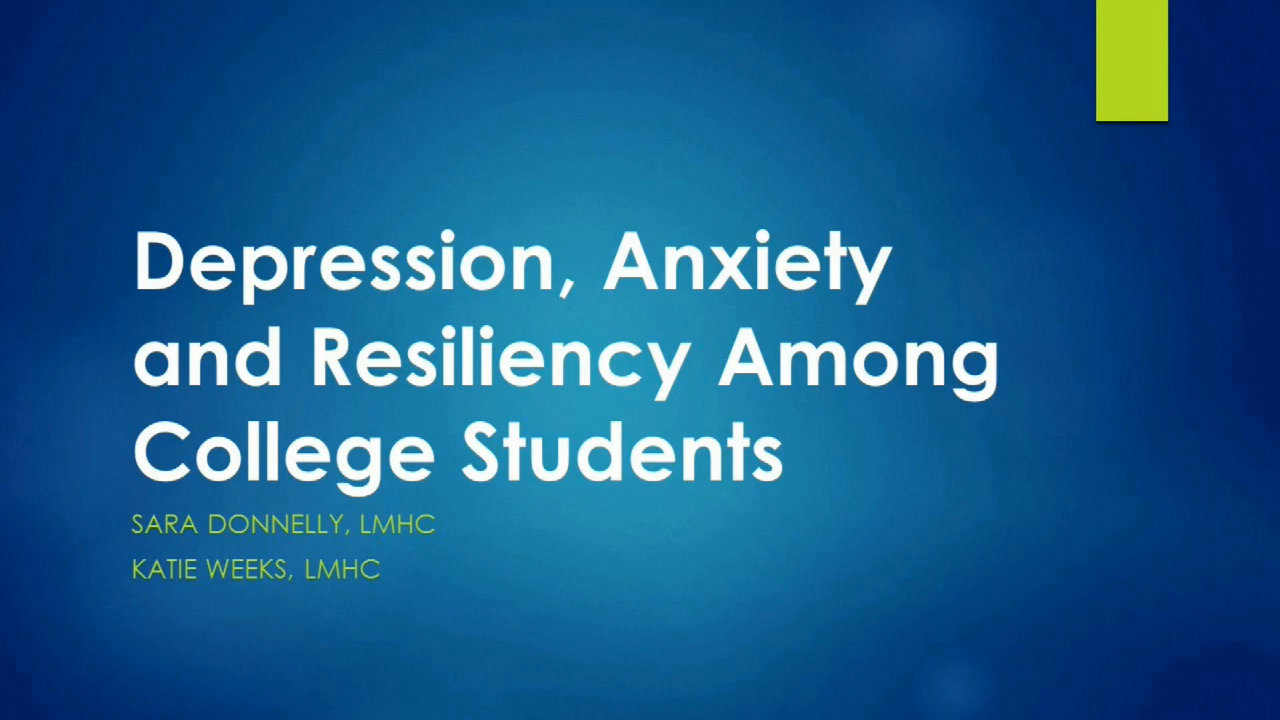 Depression, Anxiety
and Resiliency Among
College Students
SARA DONNELLY, LMHC
KATIE WEEKS, LMHC